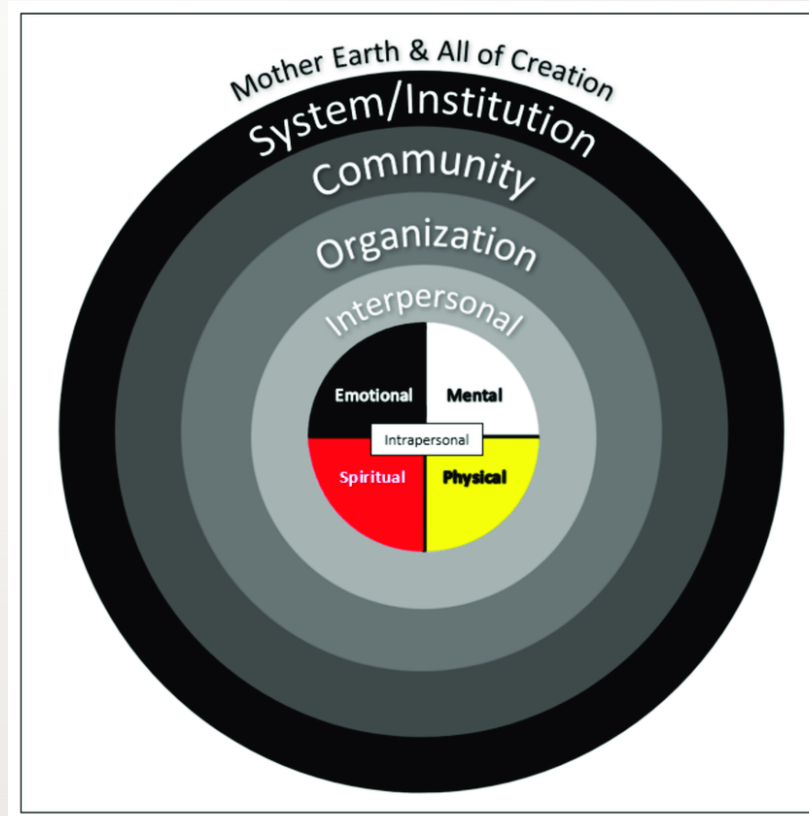 Mother Earth & All of Creation
System/Institution
Community
Organization
Interpersonal
Emotional
Mental
Intrapersonal
Spiritual
Physical